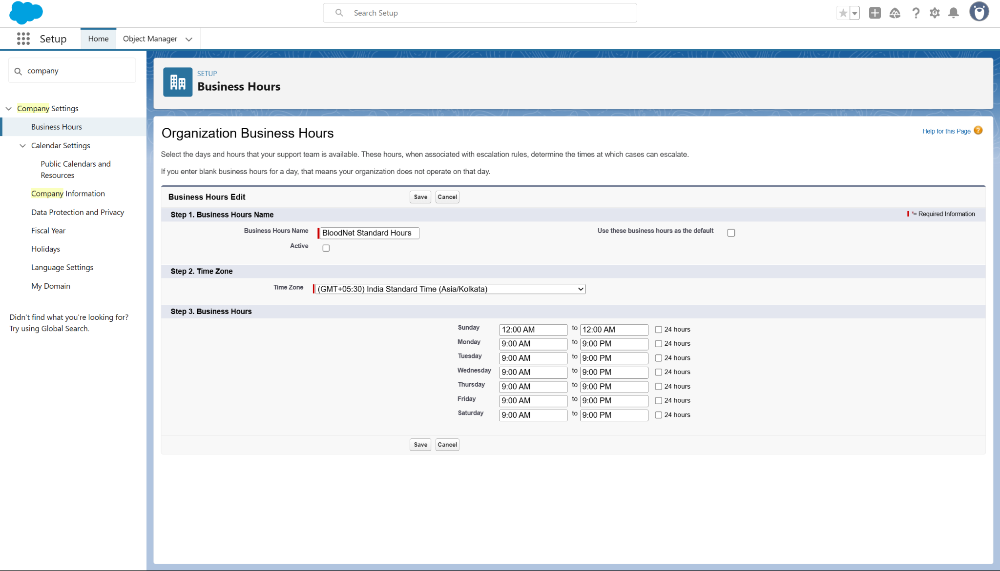 Search Setup
Setup
Home
Object Manager
company
Company Settings
Business Hours
Calendar Settings
Public Calendars and
Resources
Company Information
Data Protection and Privacy
Fiscal Year
Holidays
Language Settings
My Domain
Didn't find what you're looking for?
Try using Global Search.
SETUP
Business Hours
Organization Business Hours
Help for this Page ?
Select the days and hours that your support team is available. These hours, when associated with escalation rules, determine the times at which cases can escalate.
If you enter blank business hours for a day, that means your organization does not operate on that day.
Business Hours Edit Save Cancel
Step 1. Business Hours Name *= Required Information
Business Hours Name BloodNet Standard Hours Use these business hours as the default
Active
Step 2. Time Zone
Time Zone (GMT+05:30) India Standard Time (Asia/Kolkata)
Step 3. Business Hours
Sunday 12:00 AM to 12:00 AM 24 hours
Monday 9:00 AM to 9:00 PM 24 hours
Tuesday 9:00 AM to 9:00 PM 24 hours
Wednesday 9:00 AM to 9:00 PM 24 hours
Thursday 9:00 AM to 9:00 PM 24 hours
Friday 9:00 AM to 9:00 PM 24 hours
Saturday 9:00 AM to 9:00 PM 24 hours
Save Cancel